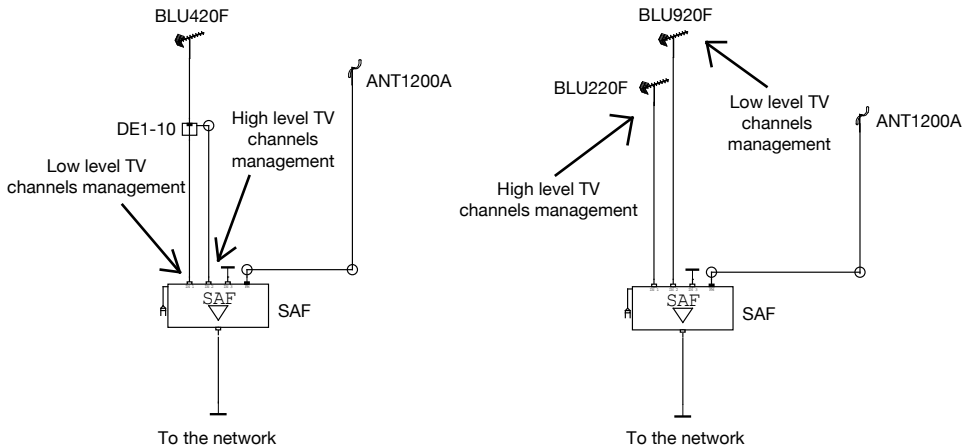 BLU420F
ANT1200A
DE1-10
High level TV
channels
management
Low level TV
channels management
SAF
SAF
To the network
BLU920F
BLU220F
Low level TV
channels
management
ANT1200A
High level TV
channels management
SAF
SAF
To the network